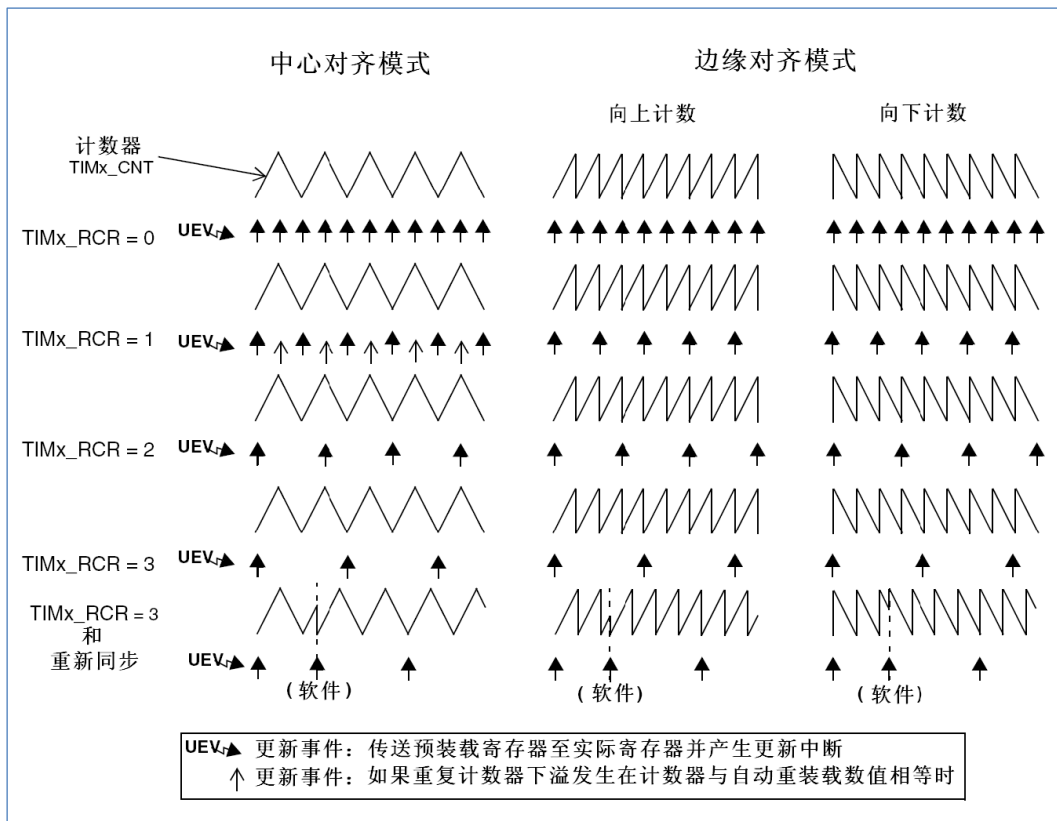 中心对齐模式
边缘对齐模式
向上计数
向下计数
计数器
TIMx_CNT
TIMx_RCR = 0
UEV
TIMx_RCR = 1
UEV
TIMx_RCR = 2
UEV
TIMx_RCR = 3
UEV
TIMx_RCR = 3
和
重新同步
UEV
(软件)
(软件)
(软件)
UEV 更新事件：传送预装载寄存器至实际寄存器并产生更新中断
更新事件：如果重复计数器下溢发生在计数器与自动重装载数值相等时